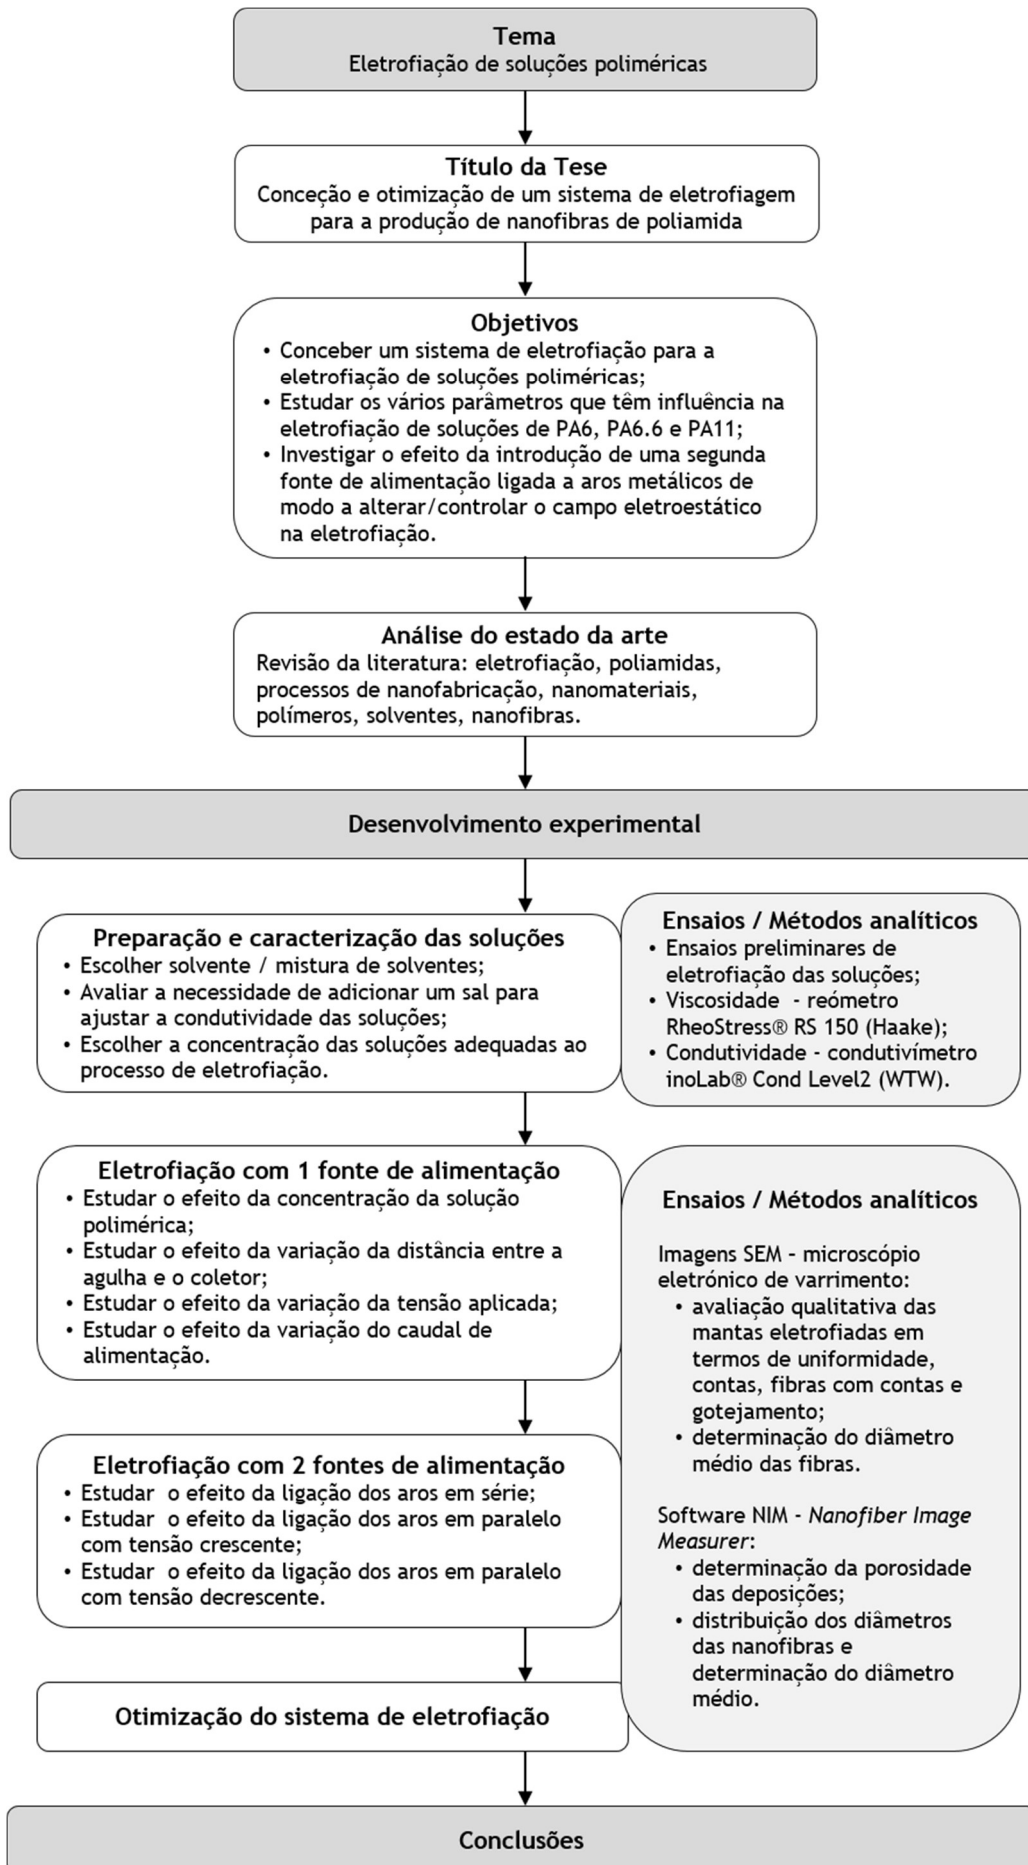 Tema
Eletrofiação de soluções poliméricas
Título da Tese
Conceção e otimização de um sistema de eletrofiagem
para a produção de nanofibras de poliamida
Objetivos
• Conceber um sistema de eletrofiação para a
eletrofiação de soluções poliméricas;
• Estudar os vários parâmetros que têm influência na
eletrofiação de soluções de PA6, PA6.6 e PA11;
• Investigar o efeito da introdução de uma segunda
fonte de alimentação ligada a aros metálicos de
modo a alterar/controlar o campo eletroestático
na eletrofiação.
Análise do estado da arte
Revisão da literatura: eletrofiação, poliamidas,
processos de nanofabricação, nanomateriais,
polímeros, solventes, nanofibras.
Desenvolvimento experimental
Preparação e caracterização das soluções
• Escolher solvente / mistura de solventes;
• Avaliar a necessidade de adicionar um sal para
ajustar a condutividade das soluções;
• Escolher a concentração das soluções adequadas ao
processo de eletrofiação.
Ensaios / Métodos analíticos
• Ensaios preliminares de
eletrofiação das soluções;
• Viscosidade - reómetro
RheoStress® RS 150 (Haake);
• Condutividade - condutivímetro
inoLab® Cond Level2 (WTW).
Eletrofiação com 1 fonte de alimentação
• Estudar o efeito da concentração da solução
polimérica;
• Estudar o efeito da variação da distância entre a
agulha e o coletor;
• Estudar o efeito da variação da tensão aplicada;
• Estudar o efeito da variação do caudal de
alimentação.
Eletrofiação com 2 fontes de alimentação
• Estudar o efeito da ligação dos aros em série;
• Estudar o efeito da ligação dos aros em paralelo
com tensão crescente;
• Estudar o efeito da ligação dos aros em paralelo
com tensão decrescente.
Ensaios / Métodos analíticos
Imagens SEM – microscópio
eletrónico de varrimento:
• avaliação qualitativa das
mantas eletrofiadas em
termos de uniformidade,
contas, fibras com contas e
gotejamento;
• determinação do diâmetro
médio das fibras.
Software NIM - Nanofiber Image
Measurer:
• determinação da porosidade
das deposições;
• distribuição dos diâmetros
das nanofibras e
determinação do diâmetro
médio.
Otimização do sistema de eletrofiação
Conclusões